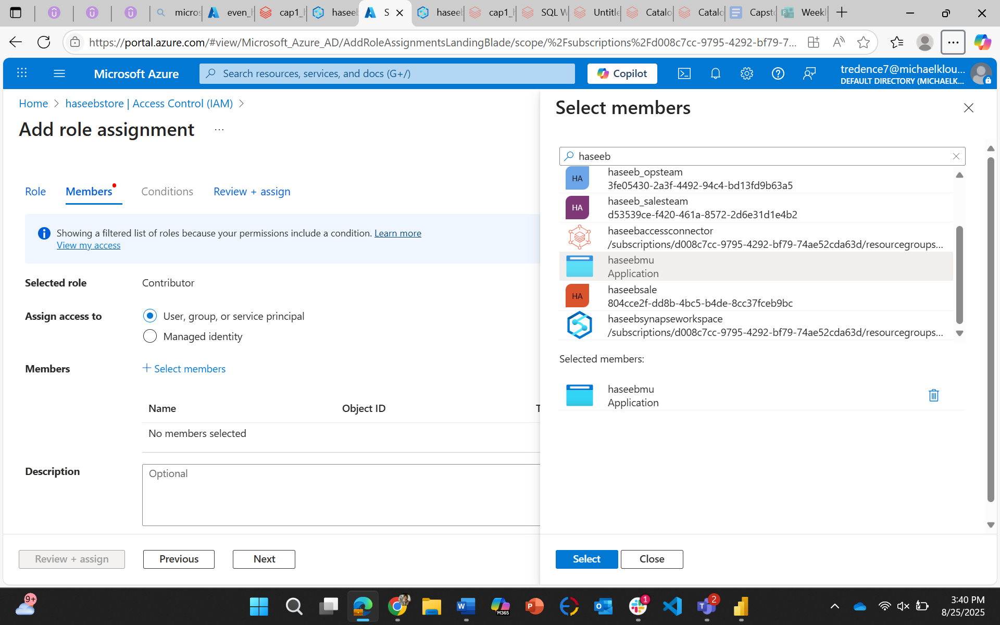 micros
even_h
cap1_h
haseeb
S
haseeb
cap1_h
SQL W
Untitle
Catalo
Catalo
Capsto
Weekl
https://portal.azure.com/#view/Microsoft_Azure_AD/AddRoleAssignmentsLandingBlade/scope/%2Fsubscriptions%2Fd008c7cc-9795-4292-bf79-7...
Microsoft Azure
Search resources, services, and docs (G+/)
Copilot
tredence7@michaelklou...
DEFAULT DIRECTORY (MICHAELK...
Home > haseebstore | Access Control (IAM) >
Add role assignment ...
Role
Members
Conditions
Review + assign
Showing a filtered list of roles because your permissions include a condition. Learn more
View my access
Selected role
Contributor
Assign access to
User, group, or service principal
Managed identity
Members
+ Select members
Name
Object ID
T
No members selected
Description
Optional
Review + assign
Previous
Next
Select members
haseeb
HA
haseeb_opsteam
3fe05430-2a3f-4492-94c4-bd13fd9b63a5
HA
haseeb_salesteam
d53539ce-f420-461a-8572-2d6e31d1e4b2
haseebaccessconnector
/subscriptions/d008c7cc-9795-4292-bf79-74ae52cda63d/resourcegroups...
haseebmu
Application
HA
haseebsale
804cce2f-dd8b-4bc5-b4de-8cc37fceb9bc
haseebsynapseworkspace
/subscriptions/d008c7cc-9795-4292-bf79-74ae52cda63d/resourcegroups...
Selected members:
haseebmu
Application
Select
Close
9+
W
M365
P
1
2
3:40 PM
8/25/2025